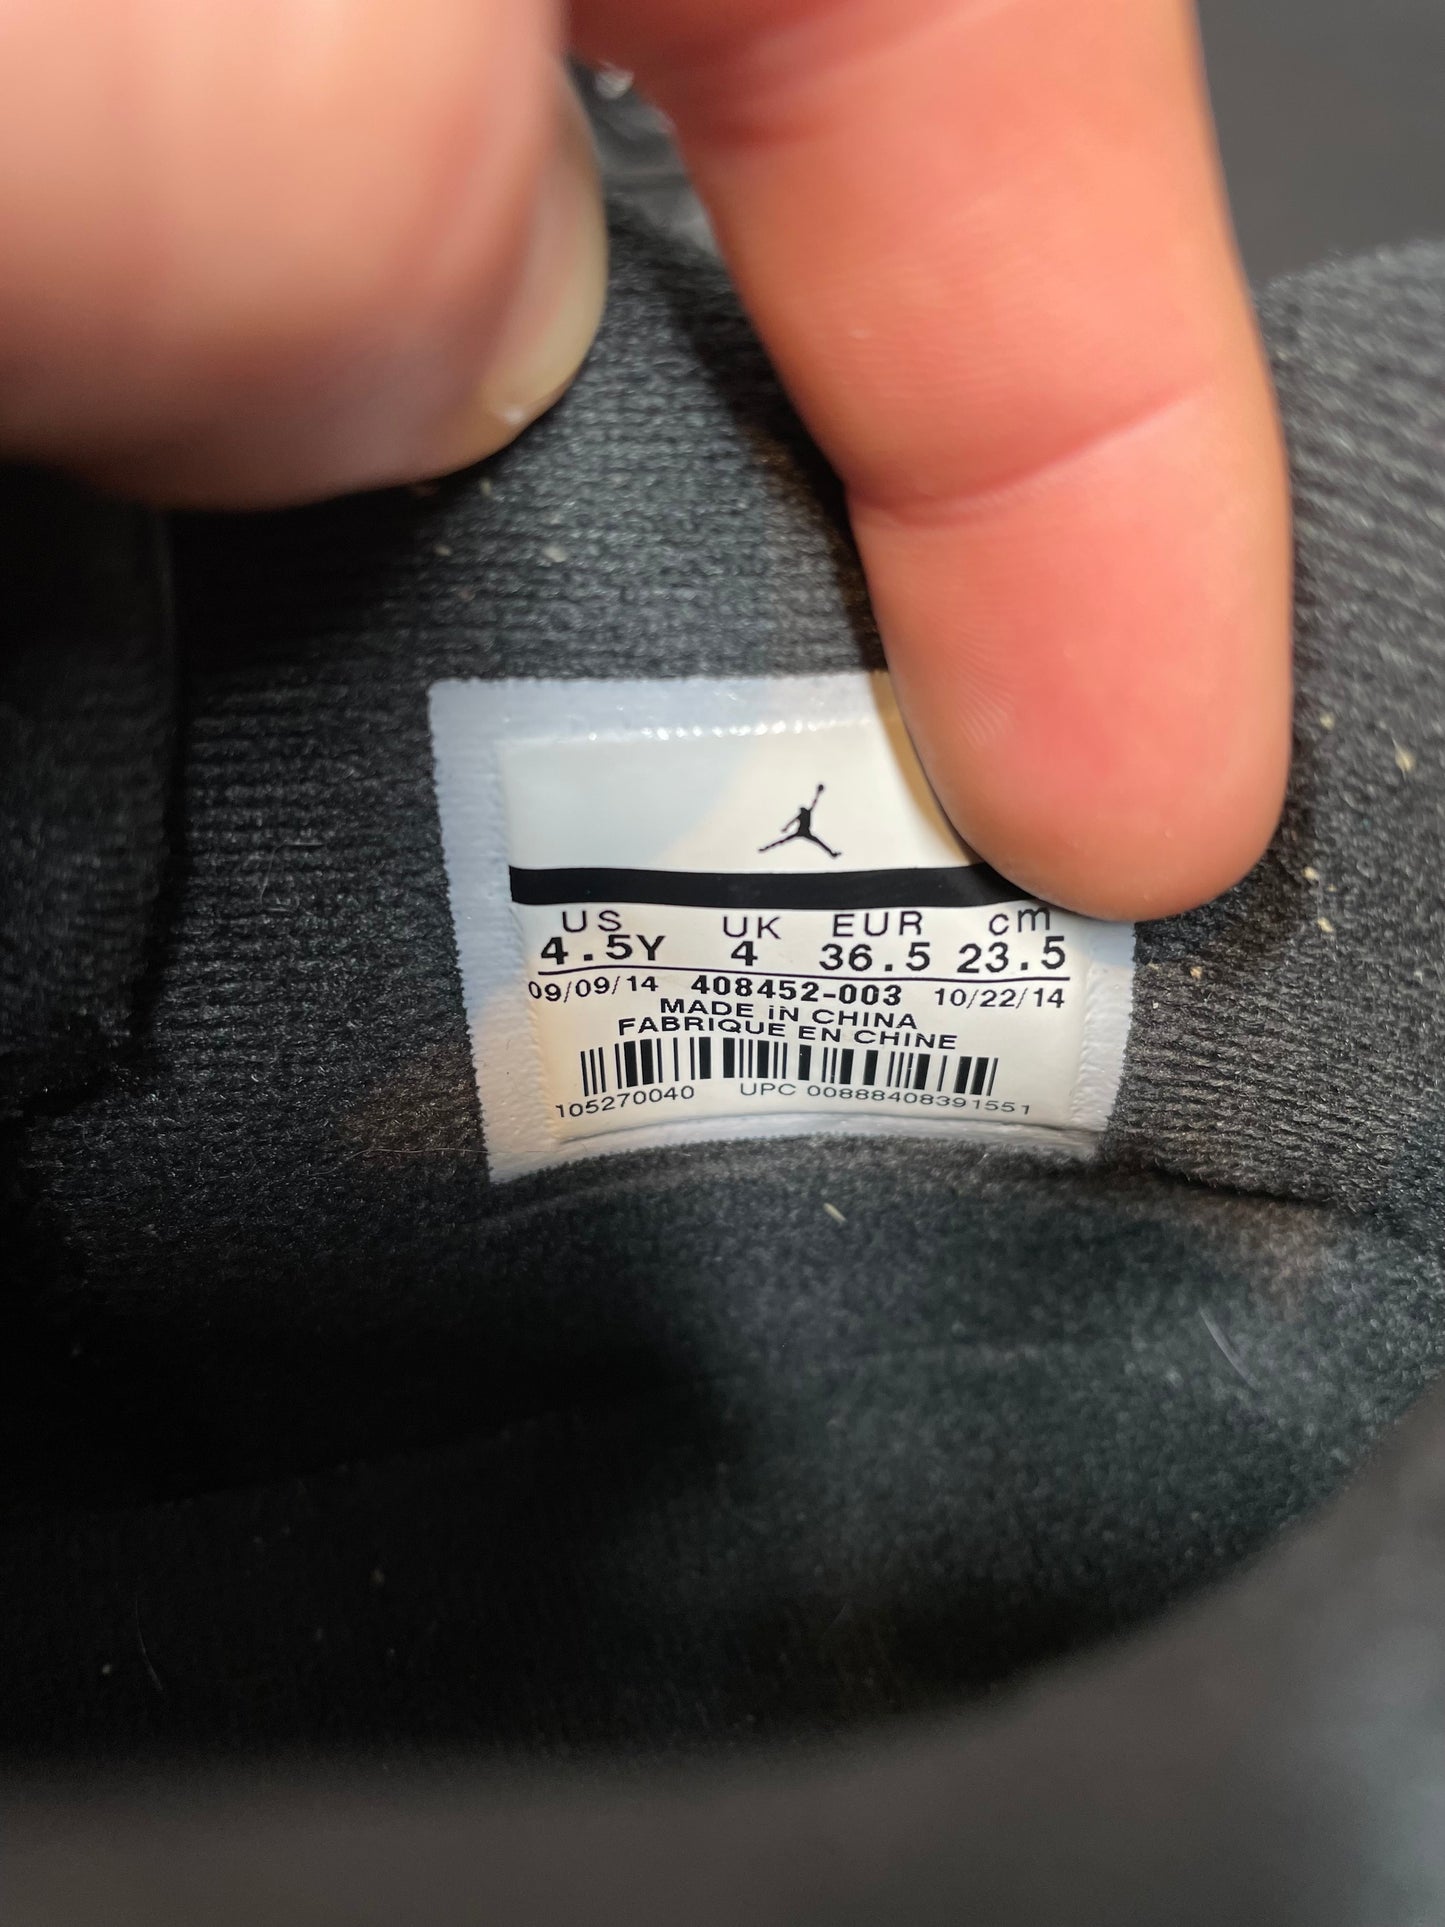 US UK EUR cm
4.5Y 4 36.5 23.5
09/09/14 408452-003 10/22/14
MADE iN CHINA
FABRIQUE EN CHINE
105270040 UPC 00888408391551